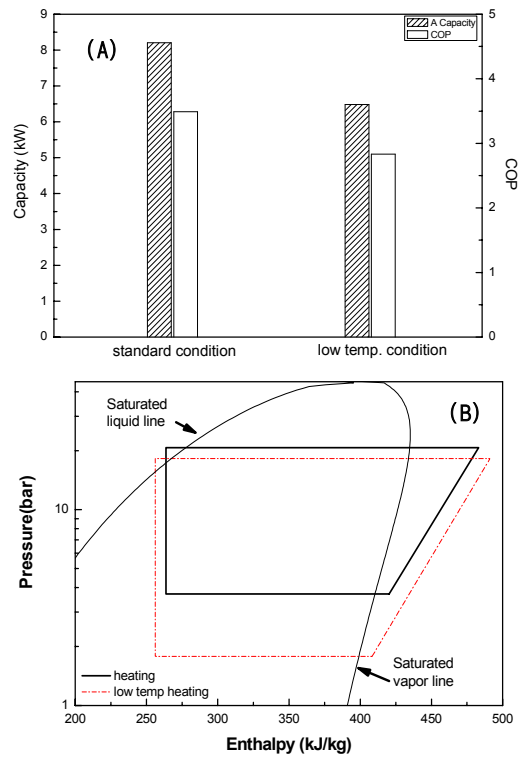 (A)
A Capacity
COP
Capacity (kW)
9
8
7
6
5
4
3
2
1
0
5
4
3
2
1
0
COP
standard condition
low temp. condition
(B)
Saturated
liquid line
Pressure(bar)
10
1
heating
low temp heating
Saturated
vapor line
200
250
300
350
400
450
500
Enthalpy (kJ/kg)